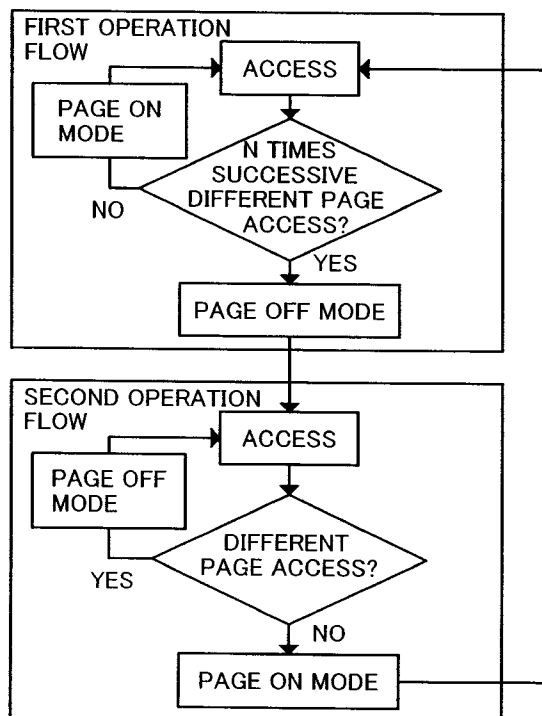 FIRST OPERATION
FLOW
ACCESS
PAGE ON
MODE
N TIMES
SUCCESSIVE
DIFFERENT PAGE
ACCESS?
NO
YES
PAGE OFF MODE
SECOND OPERATION
FLOW
ACCESS
PAGE OFF
MODE
DIFFERENT
PAGE ACCESS?
YES
NO
PAGE ON MODE